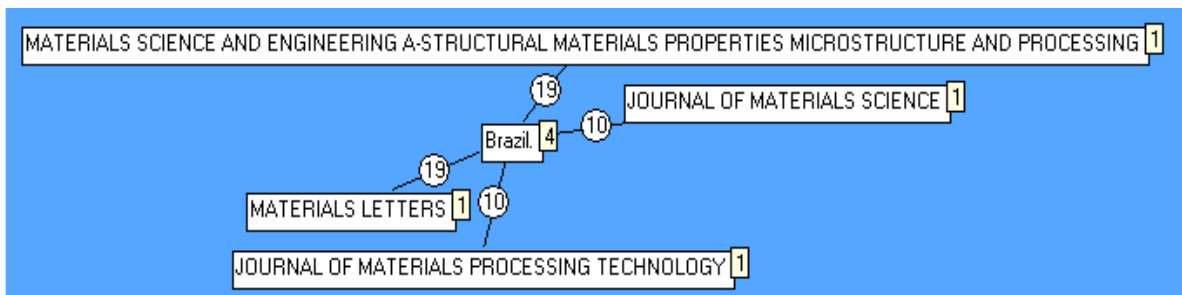 MATERIALS SCIENCE AND ENGINEERING A-STRUCTURAL MATERIALS PROPERTIES MICROSTRUCTURE AND PROCESSING 1
19
JOURNAL OF MATERIALS SCIENCE 1
10
Brazil. 4
19
MATERIALS LETTERS 1
10
JOURNAL OF MATERIALS PROCESSING TECHNOLOGY 1